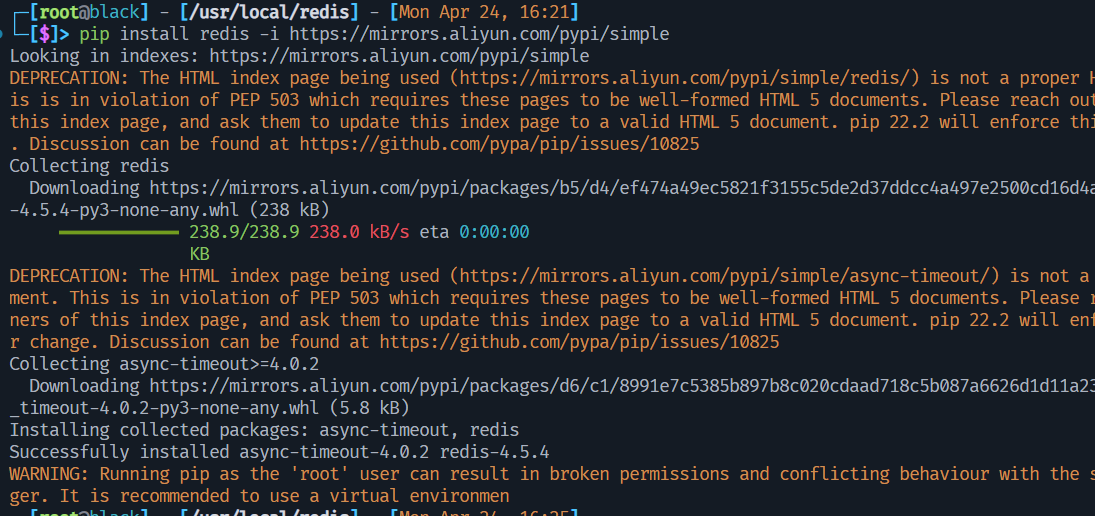 ┌─[root@black] - [/usr/local/redis] - [Mon Apr 24, 16:21]
└─[$]> pip install redis -i https://mirrors.aliyun.com/pypi/simple
Looking in indexes: https://mirrors.aliyun.com/pypi/simple
DEPRECATION: The HTML index page being used (https://mirrors.aliyun.com/pypi/simple/redis/) is not a proper H
is is in violation of PEP 503 which requires these pages to be well-formed HTML 5 documents. Please reach out
this index page, and ask them to update this index page to a valid HTML 5 document. pip 22.2 will enforce thi
. Discussion can be found at https://github.com/pypa/pip/issues/10825
Collecting redis
  Downloading https://mirrors.aliyun.com/pypi/packages/b5/d4/ef474a49ec5821f3155c5de2d37ddcc4a497e2500cd16d4a
-4.5.4-py3-none-any.whl (238 kB)
238.9/238.9 238.0 kB/s eta 0:00:00
KB
DEPRECATION: The HTML index page being used (https://mirrors.aliyun.com/pypi/simple/async-timeout/) is not a
ment. This is in violation of PEP 503 which requires these pages to be well-formed HTML 5 documents. Please r
ners of this index page, and ask them to update this index page to a valid HTML 5 document. pip 22.2 will enf
r change. Discussion can be found at https://github.com/pypa/pip/issues/10825
Collecting async-timeout>=4.0.2
  Downloading https://mirrors.aliyun.com/pypi/packages/d6/c1/8991e7c5385b897b8c020cdaad718c5b087a6626d1d11a23
_timeout-4.0.2-py3-none-any.whl (5.8 kB)
Installing collected packages: async-timeout, redis
Successfully installed async-timeout-4.0.2 redis-4.5.4
WARNING: Running pip as the 'root' user can result in broken permissions and conflicting behaviour with the s
ger. It is recommended to use a virtual environmen
[root@black] - [/usr/local/redis] - [Mon Apr 24, 16:25]